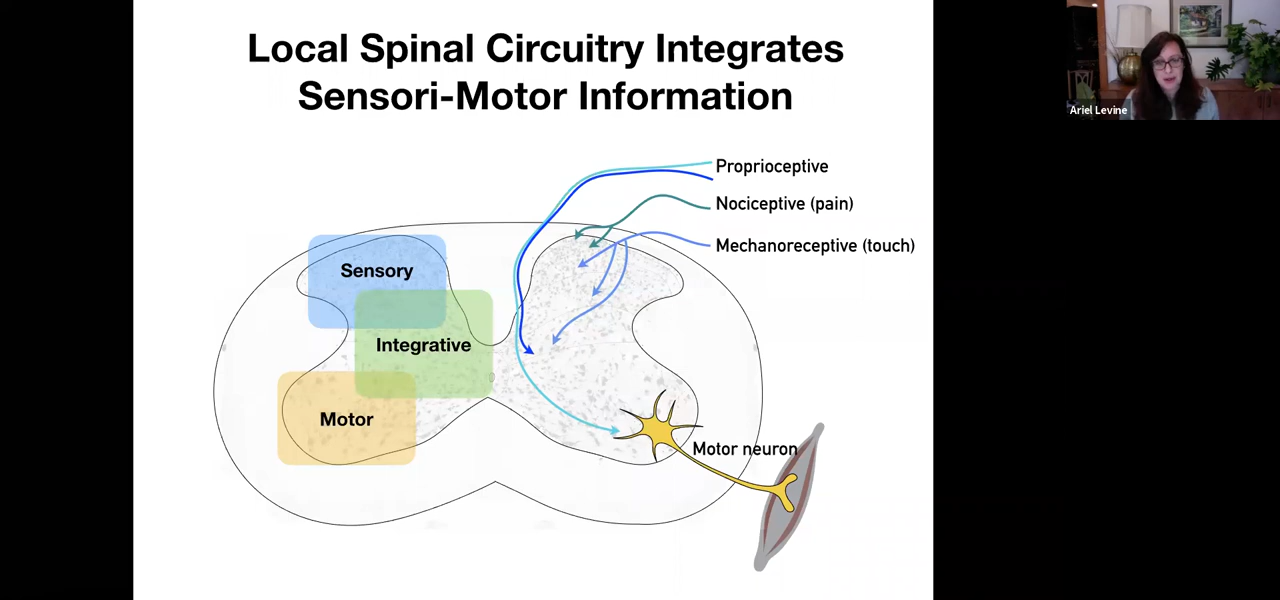 Local Spinal Circuitry Integrates
Sensori-Motor Information
Ariel Levine
Proprioceptive
Nociceptive (pain)
Mechanoreceptive (touch)
Sensory
Integrative
Motor
Motor neuron